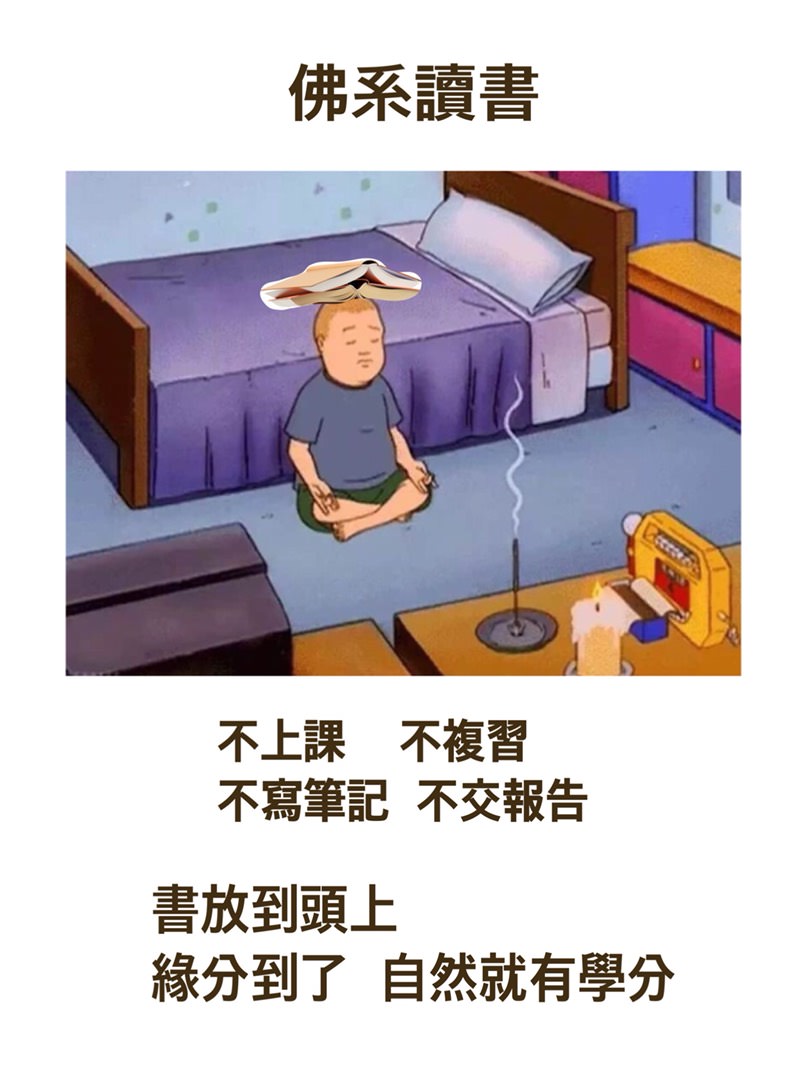 佛系讀書
不上課 不複習
不寫筆記 不交報告
書放到頭上
緣分到了 自然就有學分